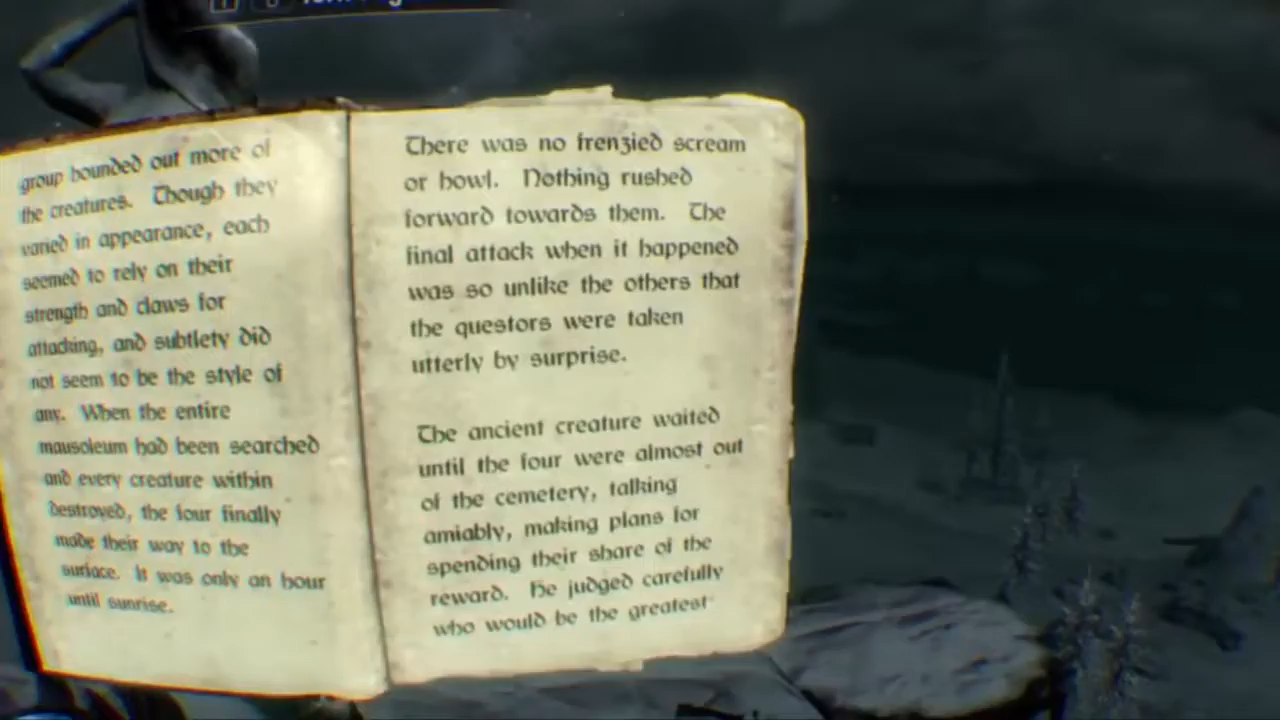 group bounded out more of
the creatures. Though they
varied in appearance, each
seemed to rely on their
strength and claws for
attacking, and subtlety did
not seem to be the style of
any. When the entire
mausoleum had been searched
and every creature within
destroyed, the four finally
made their way to the
surface. It was only an hour
until sunrise.
There was no frenzied scream
or howl. Nothing rushed
forward towards them. The
final attack when it happened
was so unlike the others that
the questors were taken
utterly by surprise.
The ancient creature waited
until the four were almost out
of the cemetery, talking
amiably, making plans for
spending their share of the
reward. He judged carefully
who would be the greatest